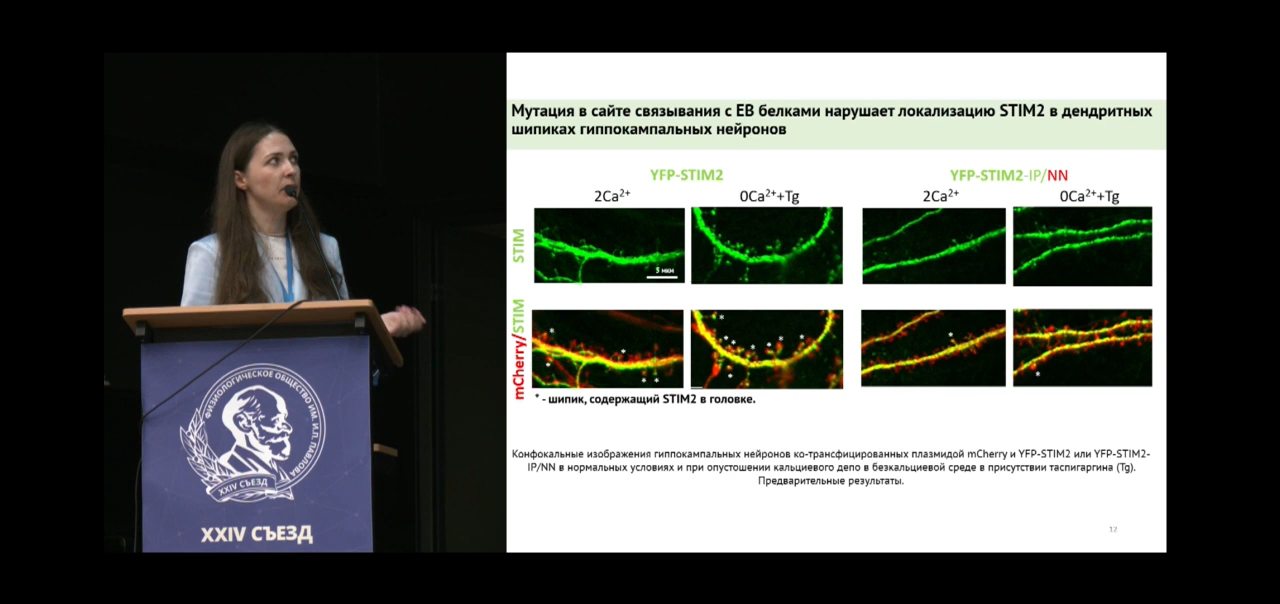 Мутация в сайте связывания с EB белками нарушает локализацию STIM2 в дендритных
шипиках гиппокампальных нейронов
YFP-STIM2
YFP-STIM2-IP/NN
2Ca²⁺
0Ca²⁺+Tg
2Ca²⁺
0Ca²⁺+Tg
STIM
5 мкм
mCherry/STIM
* - шипик, содержащий STIM2 в головке.
Конфокальные изображения гиппокампальных нейронов ко-трансфицированных плазмидой mCherry и YFP-STIM2 или YFP-STIM2-
IP/NN в нормальных условиях и при опустошении кальциевого депо в безкальциевой среде в присутствии таспигаргина (Tg).
Предварительные результаты.
12
ФИЗИОЛОГИЧЕСКОЕ ОБЩЕСТВО ИМ. И.П. ПАВЛОВА
XXIV СЪЕЗД
XXIV СЪЕЗД